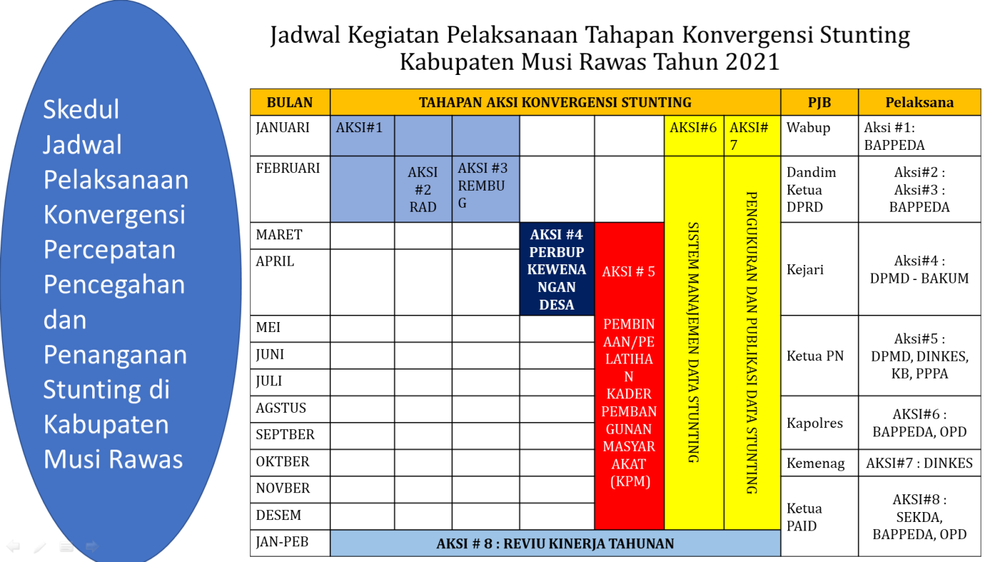 Skedul
Jadwal
Pelaksanaan
Konvergensi
Percepatan
Pencegahan
dan
Penanganan
Stunting di
Kabupaten
Musi Rawas
Jadwal Kegiatan Pelaksanaan Tahapan Konvergensi Stunting
Kabupaten Musi Rawas Tahun 2021
BULAN
TAHAPAN AKSI KONVERGENSI STUNTING
PJB
Pelaksana
JANUARI
AKSI#1
AKSI#6
AKSI#
7
Wabup
Aksi #1:
BAPPEDA
FEBRUARI
AKSI
#2
RAD
AKSI #3
REMBU
G
Dandim
Ketua
DPRD
Aksi#2 :
Aksi#3 :
BAPPEDA
MARET
APRIL
AKSI #4
PERBUP
KEWENA
NGAN
DESA
AKSI # 5
PEMBIN
AAN/PE
LATIHA
N
KADER
PEMBAN
GUNAN
MASYAR
AKAT
(KPM)
SISTEM MANAJEMEN DATA STUNTING
PENGUKURAN DAN PUBLIKASI DATA STUNTING
Kejari
Aksi#4 :
DPMD - BAKUM
MEI
JUNI
JULI
Ketua PN
Aksi#5 :
DPMD, DINKES,
KB, PPPA
AGSTUS
SEPTBER
Kapolres
AKSI#6 :
BAPPEDA, OPD
OKTBER
Kemenag
AKSI#7 : DINKES
NOVBER
DESEM
JAN-PEB
AKSI # 8 : REVIU KINERJA TAHUNAN
Ketua
PAID
AKSI#8 :
SEKDA,
BAPPEDA, OPD